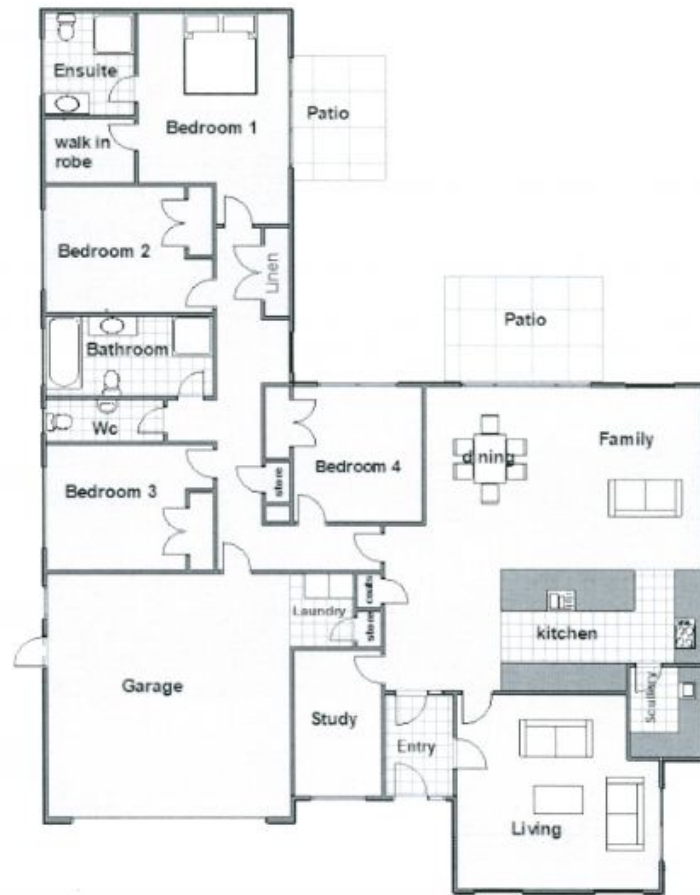 Ensuite
Bedroom 1
Patio
walk in
robe
Bedroom 2
Linen
Patio
Bathroom
Wc
dining
Family
Bedroom 4
store
Bedroom 3
coats
Laundry
store
kitchen
Garage
Scullery
Study
Entry
Living